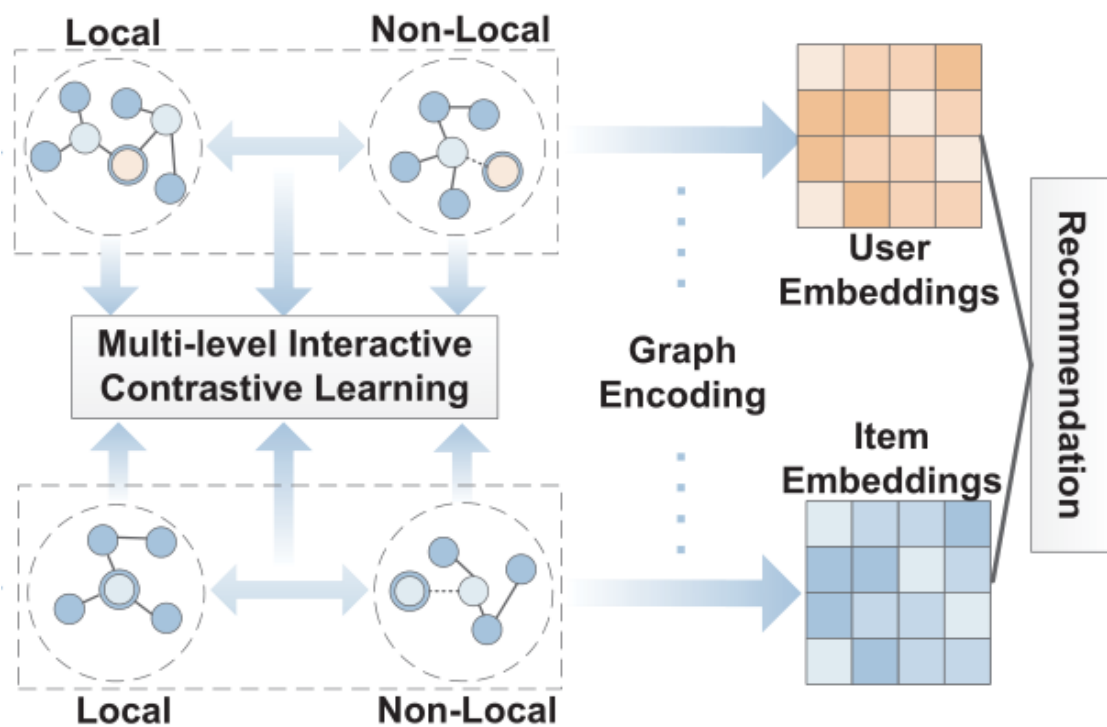 Local
Non-Local
User
Embeddings
Multi-level Interactive
Contrastive Learning
Graph
Encoding
Item
Embeddings
Recommendation
Local
Non-Local